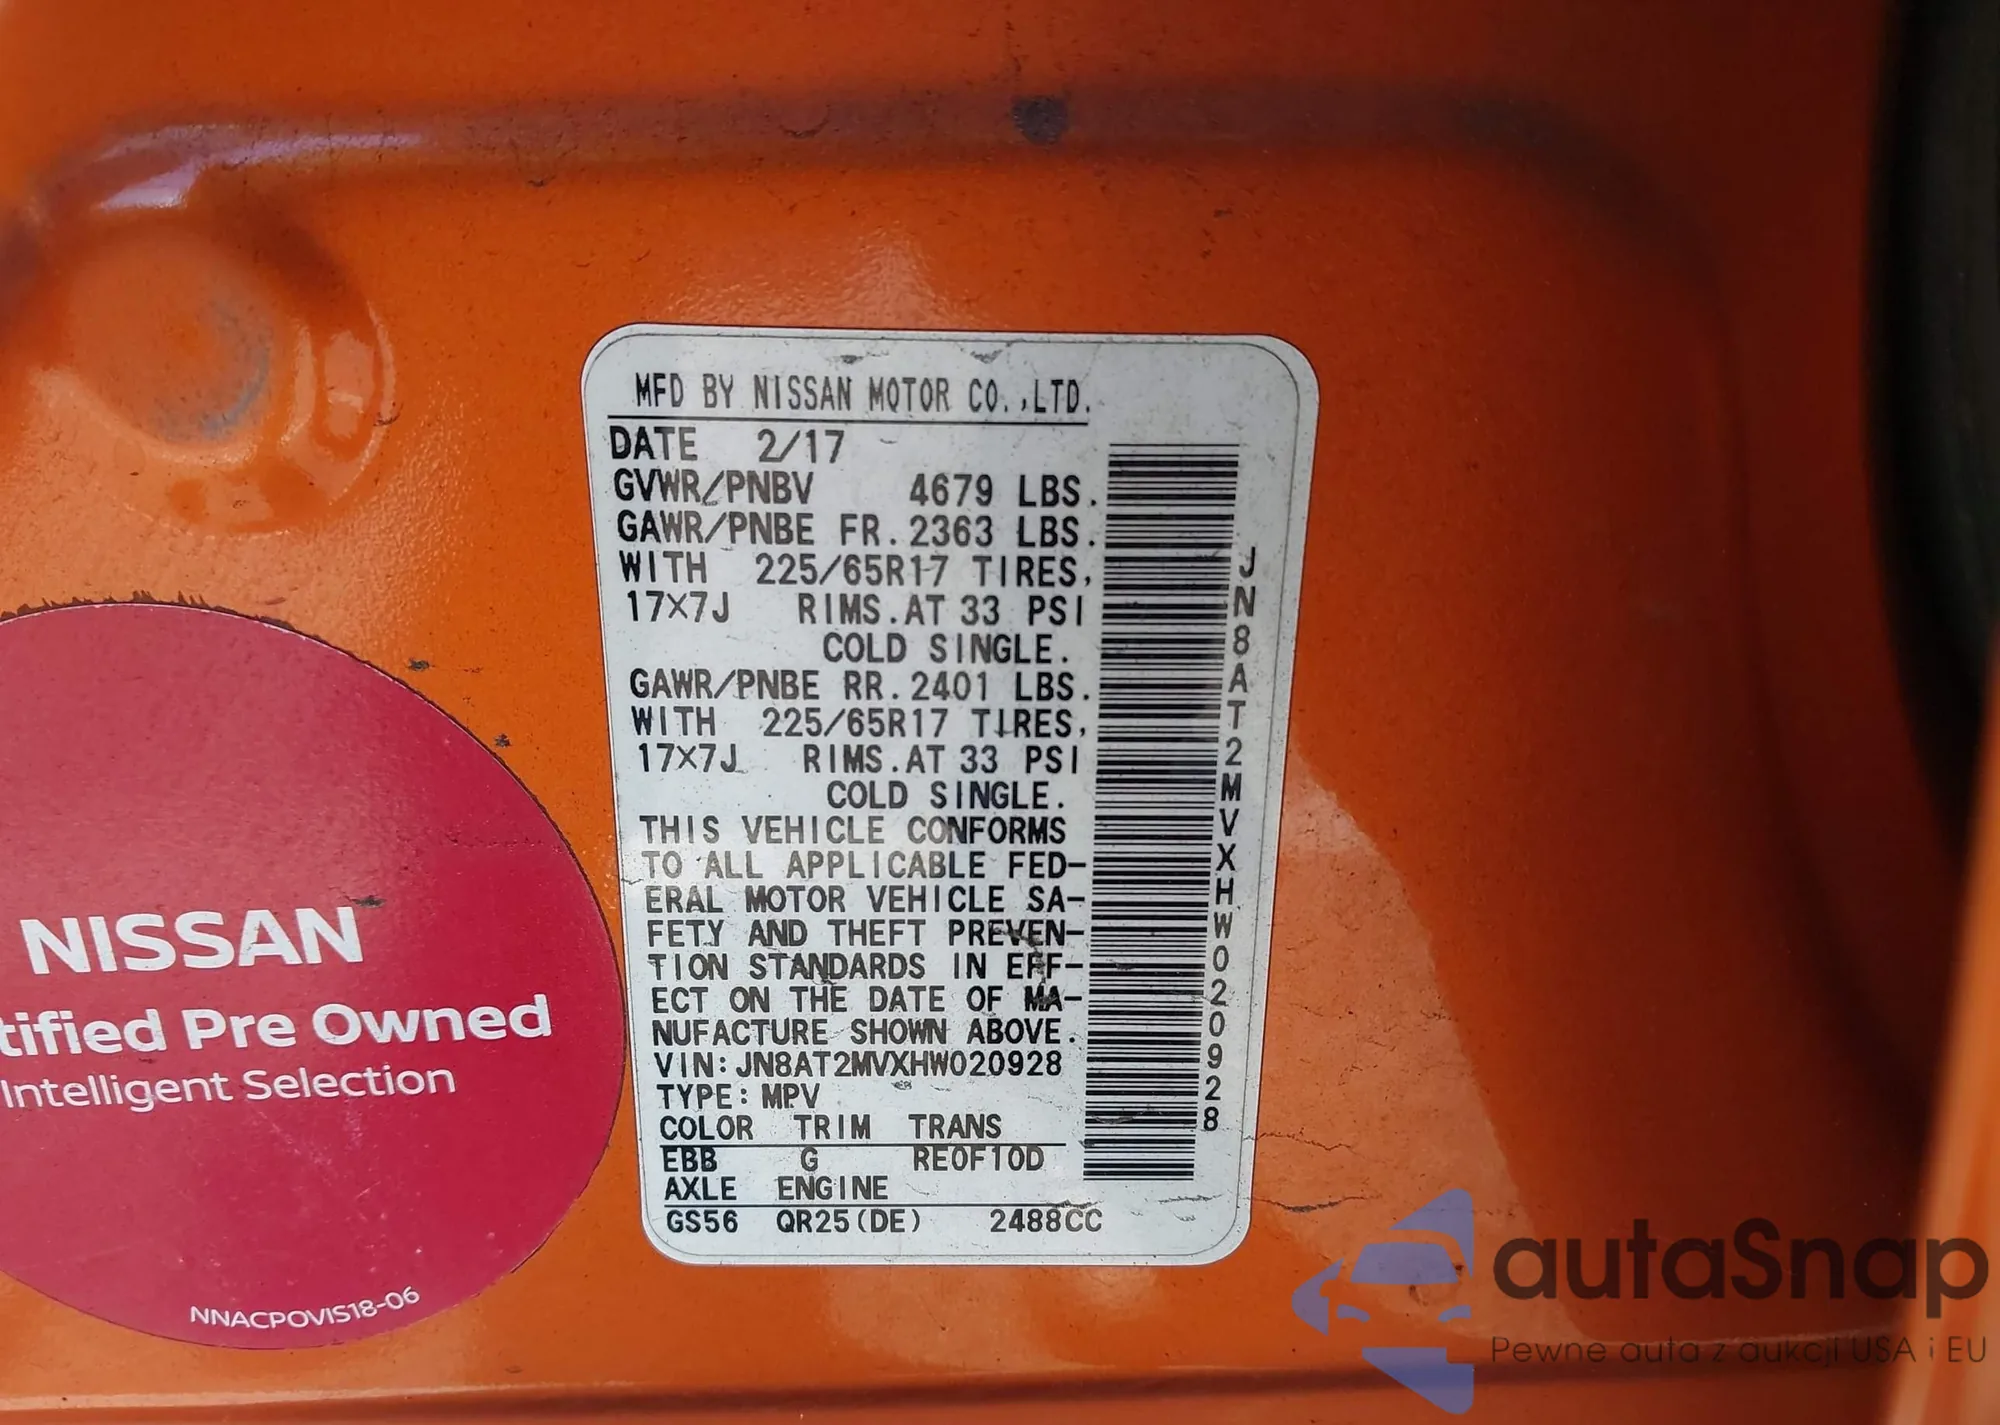 MFD BY NISSAN MOTOR CO.,LTD.
DATE 2/17
GVWR/PNBV 4679 LBS.
GAWR/PNBE FR.2363 LBS.
WITH 225/65R17 TIRES,
17X7J RIMS.AT 33 PSI
COLD SINGLE.
GAWR/PNBE RR.2401 LBS.
WITH 225/65R17 TIRES,
17X7J RIMS.AT 33 PSI
COLD SINGLE.
THIS VEHICLE CONFORMS
TO ALL APPLICABLE FED-
ERAL MOTOR VEHICLE SA-
FETY AND THEFT PREVEN-
TION STANDARDS IN EFF-
ECT ON THE DATE OF MA-
NUFACTURE SHOWN ABOVE.
VIN:JN8AT2MVXHW020928
TYPE:MPV
COLOR TRIM TRANS
EBB G RE0F10D
AXLE ENGINE
GS56 QR25(DE) 2488CC
JN8AT2MVXHW020928
NISSAN
tified Pre Owned
Intelligent Selection
NNACPOVIS18-06
autaSnap
Pewne auta z aukcji USA i EU